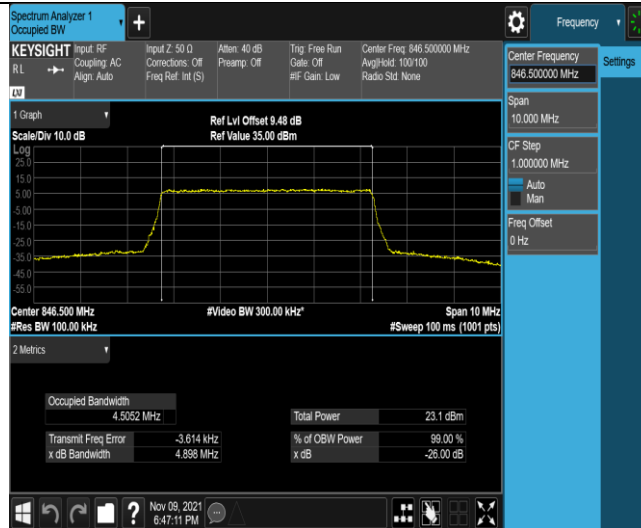 Spectrum Analyzer 1
Occupied BW
Frequency
KEYSIGHT
RL
LXI
Input: RF
Coupling: AC
Align: Auto
Input Z: 50 Ω
Corrections: Off
Freq Ref: Int (S)
Atten: 40 dB
Preamp: Off
Trig: Free Run
Gate: Off
#IF Gain: Low
Center Freq: 846.500000 MHz
Avg|Hold: 100/100
Radio Std: None
Center Frequency
846.500000 MHz
Settings
Span
10.000 MHz
CF Step
1.000000 MHz
Auto
Man
Freq Offset
0 Hz
1 Graph
Scale/Div 10.0 dB
Ref Lvl Offset 9.48 dB
Ref Value 35.00 dBm
Log
25.0
15.0
5.00
-5.00
-15.0
-25.0
-35.0
-45.0
-55.0
Center 846.500 MHz
#Res BW 100.00 kHz
#Video BW 300.00 kHz*
Span 10 MHz
#Sweep 100 ms (1001 pts)
2 Metrics
Occupied Bandwidth
4.5052 MHz
Total Power 23.1 dBm
Transmit Freq Error -3.614 kHz
% of OBW Power 99.00 %
x dB Bandwidth 4.898 MHz
x dB -26.00 dB
?
Nov 09, 2021
6:47:11 PM